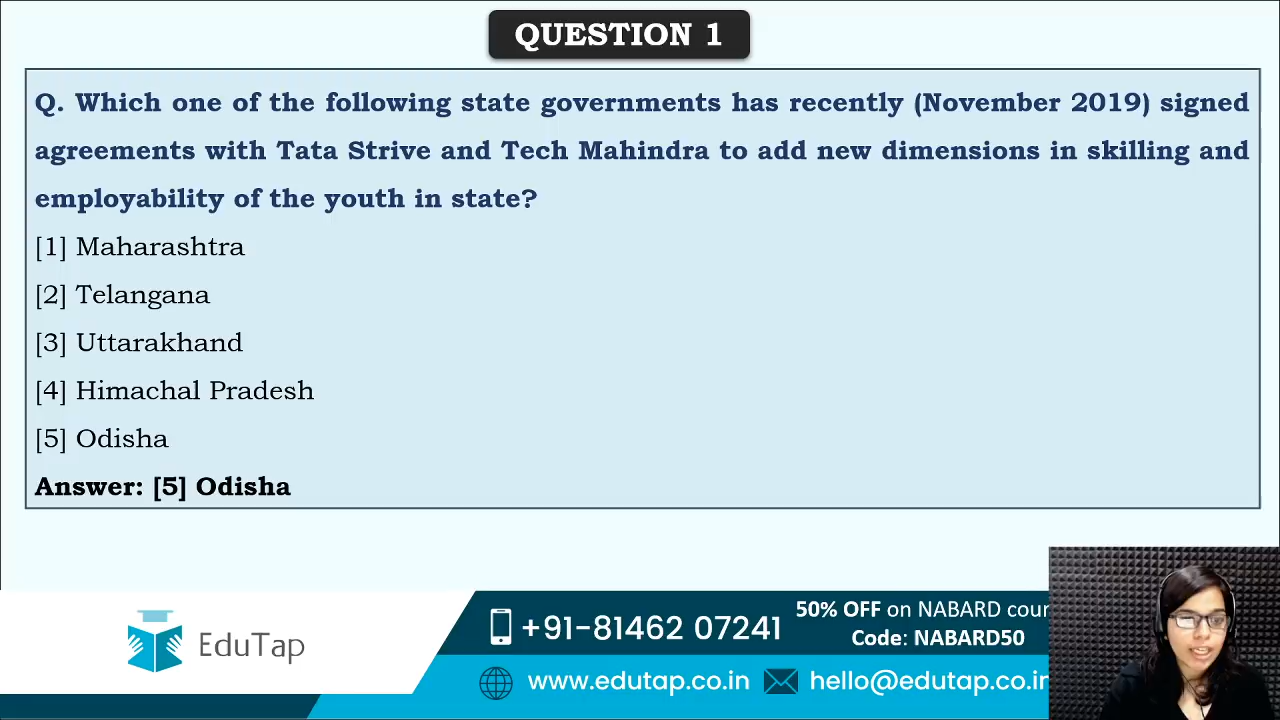 QUESTION 1
Q. Which one of the following state governments has recently (November 2019) signed
agreements with Tata Strive and Tech Mahindra to add new dimensions in skilling and
employability of the youth in state?
[1] Maharashtra
[2] Telangana
[3] Uttarakhand
[4] Himachal Pradesh
[5] Odisha
Answer: [5] Odisha
EduTap
+91-81462 07241
50% OFF on NABARD cour
Code: NABARD50
www.edutap.co.in
hello@edutap.co.in